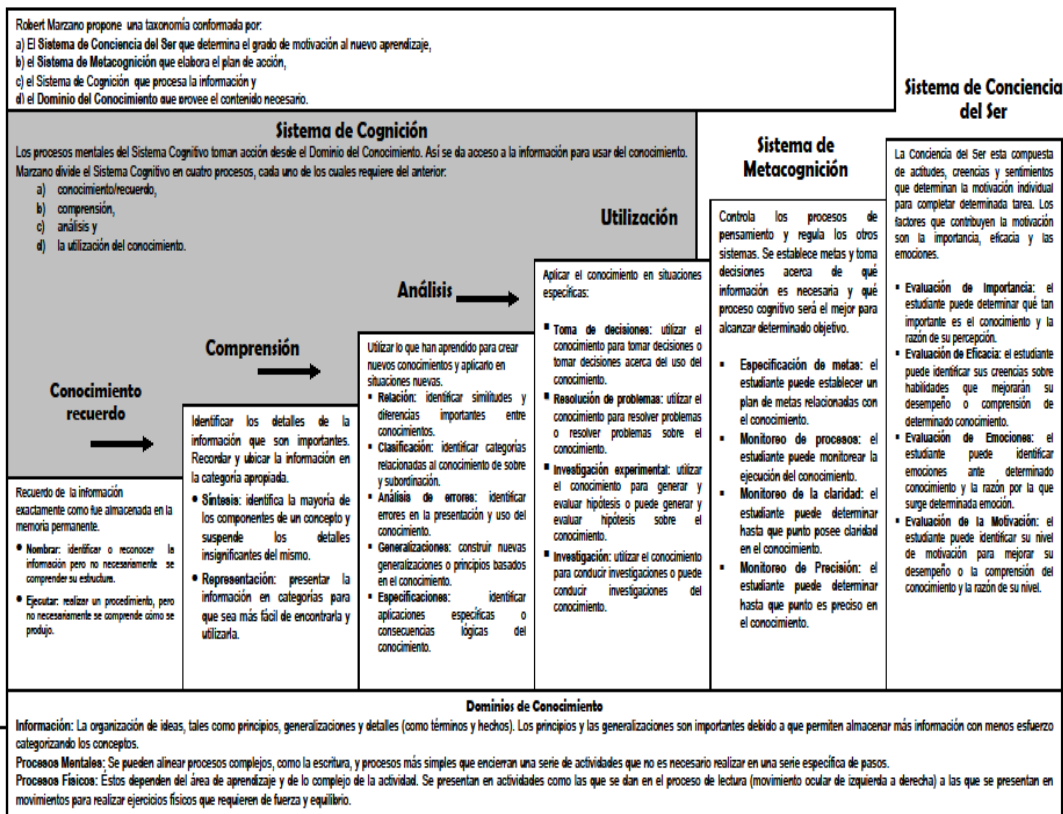 Robert Marzano propone una taxonomía conformada por:
a) El Sistema de Conciencia del Ser que determina el grado de motivación al nuevo aprendizaje,
b) el Sistema de Metacognición que elabora el plan de acción,
c) el Sistema de Cognición que procesa la información y
d) el Dominio del Conocimiento que provee el contenido necesario.
Sistema de Cognición
Los procesos mentales del Sistema Cognitivo toman acción desde el Dominio del Conocimiento. Así se da acceso a la información para usar del conocimiento.
Marzano divide el Sistema Cognitivo en cuatro procesos, cada uno de los cuales requiere del anterior:
a) conocimiento/recuerdo,
b) comprensión,
c) análisis y
d) la utilización del conocimiento.
Conocimiento
recuerdo
Recuerdo de la información
exactamente como fue almacenada en la
memoria permanente.
• Nombrar: identificar o reconocer la
información pero no necesariamente se
comprender su estructura.
• Ejecutar: realizar un procedimiento, pero
no necesariamente se comprende cómo se
produjo.
Comprensión
Identificar los detalles de la
información que son importantes.
Recordar y ubicar la información en
la categoría apropiada.
• Síntesis: identifica la mayoría de
los componentes de un concepto y
suspende los detalles
insignificantes del mismo.
• Representación: presentar la
información en categorías para
que sea más fácil de encontrarla y
utilizarla.
Análisis
Utilizar lo que han aprendido para crear
nuevos conocimientos y aplicarlo en
situaciones nuevas.
▪ Relación: identificar similitudes y
diferencias importantes entre
conocimientos.
▪ Clasificación: identificar categorías
relacionadas al conocimiento de sobre
y subordinación.
▪ Análisis de errores: identificar
errores en la presentación y uso del
conocimiento.
▪ Generalizaciones: construir nuevas
generalizaciones o principios basados
en el conocimiento.
▪ Especificaciones: identificar
aplicaciones específicas o
consecuencias lógicas del
conocimiento.
Utilización
Aplicar el conocimiento en situaciones
específicas:
▪ Toma de decisiones: utilizar el
conocimiento para tomar decisiones o
tomar decisiones acerca del uso del
conocimiento.
▪ Resolución de problemas: utilizar el
conocimiento para resolver problemas
o resolver problemas sobre el
conocimiento.
▪ Investigación experimental: utilizar
el conocimiento para generar y
evaluar hipótesis o puede generar y
evaluar hipótesis sobre el
conocimiento.
▪ Investigación: utilizar el conocimiento
para conducir investigaciones o puede
conducir investigaciones del
conocimiento.
Sistema de
Metacognición
Controla los procesos de
pensamiento y regula los otros
sistemas. Se establece metas y toma
decisiones acerca de qué
información es necesaria y qué
proceso cognitivo será el mejor para
alcanzar determinado objetivo.
▪ Especificación de metas: el
estudiante puede establecer un
plan de metas relacionadas con
el conocimiento.
▪ Monitoreo de procesos: el
estudiante puede monitorear la
ejecución del conocimiento.
▪ Monitoreo de la claridad: el
estudiante puede determinar
hasta que punto posee claridad
en el conocimiento.
▪ Monitoreo de Precisión: el
estudiante puede determinar
hasta que punto es preciso en
el conocimiento.
Sistema de Conciencia
del Ser
La Conciencia del Ser esta compuesta
de actitudes, creencias y sentimientos
que determinan la motivación individual
para completar determinada tarea. Los
factores que contribuyen la motivación
son la importancia, eficacia y las
emociones.
▪ Evaluación de Importancia: el
estudiante puede determinar qué tan
importante es el conocimiento y la
razón de su percepción.
▪ Evaluación de Eficacia: el estudiante
puede identificar sus creencias sobre
habilidades que mejorarán su
desempeño o comprensión de
determinado conocimiento.
▪ Evaluación de Emociones: el
estudiante puede identificar
emociones ante determinado
conocimiento y la razón por la que
surge determinada emoción.
▪ Evaluación de la Motivación: el
estudiante puede identificar su nivel
de motivación para mejorar su
desempeño o la comprensión del
conocimiento y la razón de su nivel.
Dominios de Conocimiento
Información: La organización de ideas, tales como principios, generalizaciones y detalles (como términos y hechos). Los principios y las generalizaciones son importantes debido a que permiten almacenar más información con menos esfuerzo
categorizando los conceptos.
Procesos Mentales: Se pueden alinear procesos complejos, como la escritura, y procesos más simples que encierran una serie de actividades que no es necesario realizar en una serie específica de pasos.
Procesos Físicos: Éstos dependen del área de aprendizaje y de lo complejo de la actividad. Se presentan en actividades como las que se dan en el proceso de lectura (movimiento ocular de izquierda a derecha) a las que se presentan en
movimientos para realizar ejercicios físicos que requieren de fuerza y equilibrio.